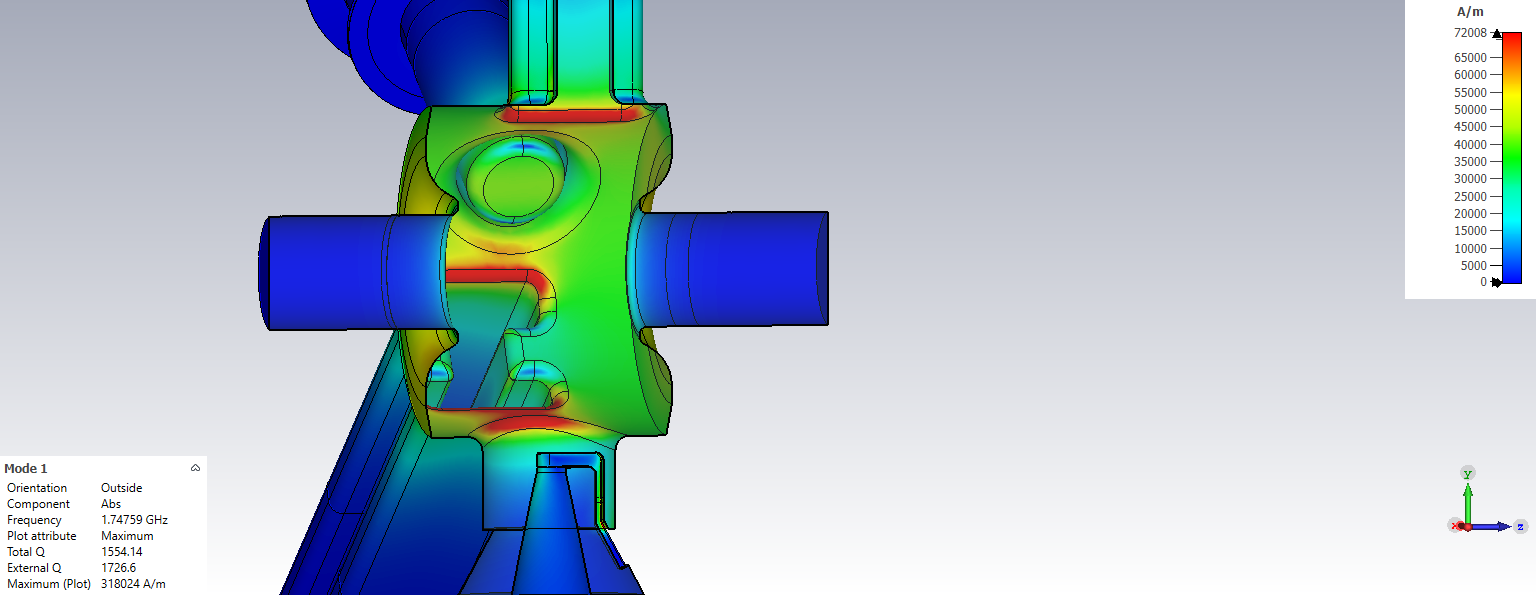 A/m
72008
65000
60000
55000
50000
45000
40000
35000
30000
25000
20000
15000
10000
5000
0
Mode 1
Orientation Outside
Component Abs
Frequency 1.74759 GHz
Plot attribute Maximum
Total Q 1554.14
External Q 1726.6
Maximum (Plot) 318024 A/m
y
x z